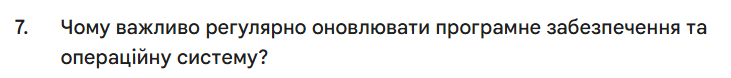 7. Чому важливо регулярно оновлювати програмне забезпечення та
операційну систему?